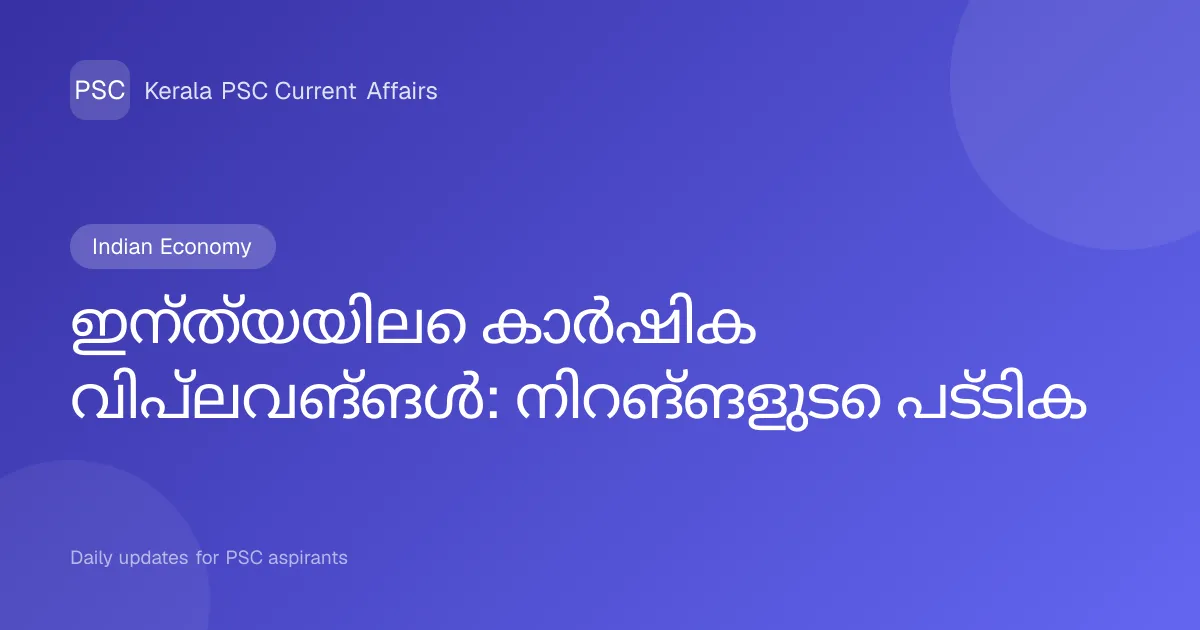 PSC Kerala PSC Current Affairs
Indian Economy
ഇന്ത്യയിലെ കാർഷിക
വിപ്ലവങ്ങൾ: നിറങ്ങളുടെ പട്ടിക
Daily updates for PSC aspirants